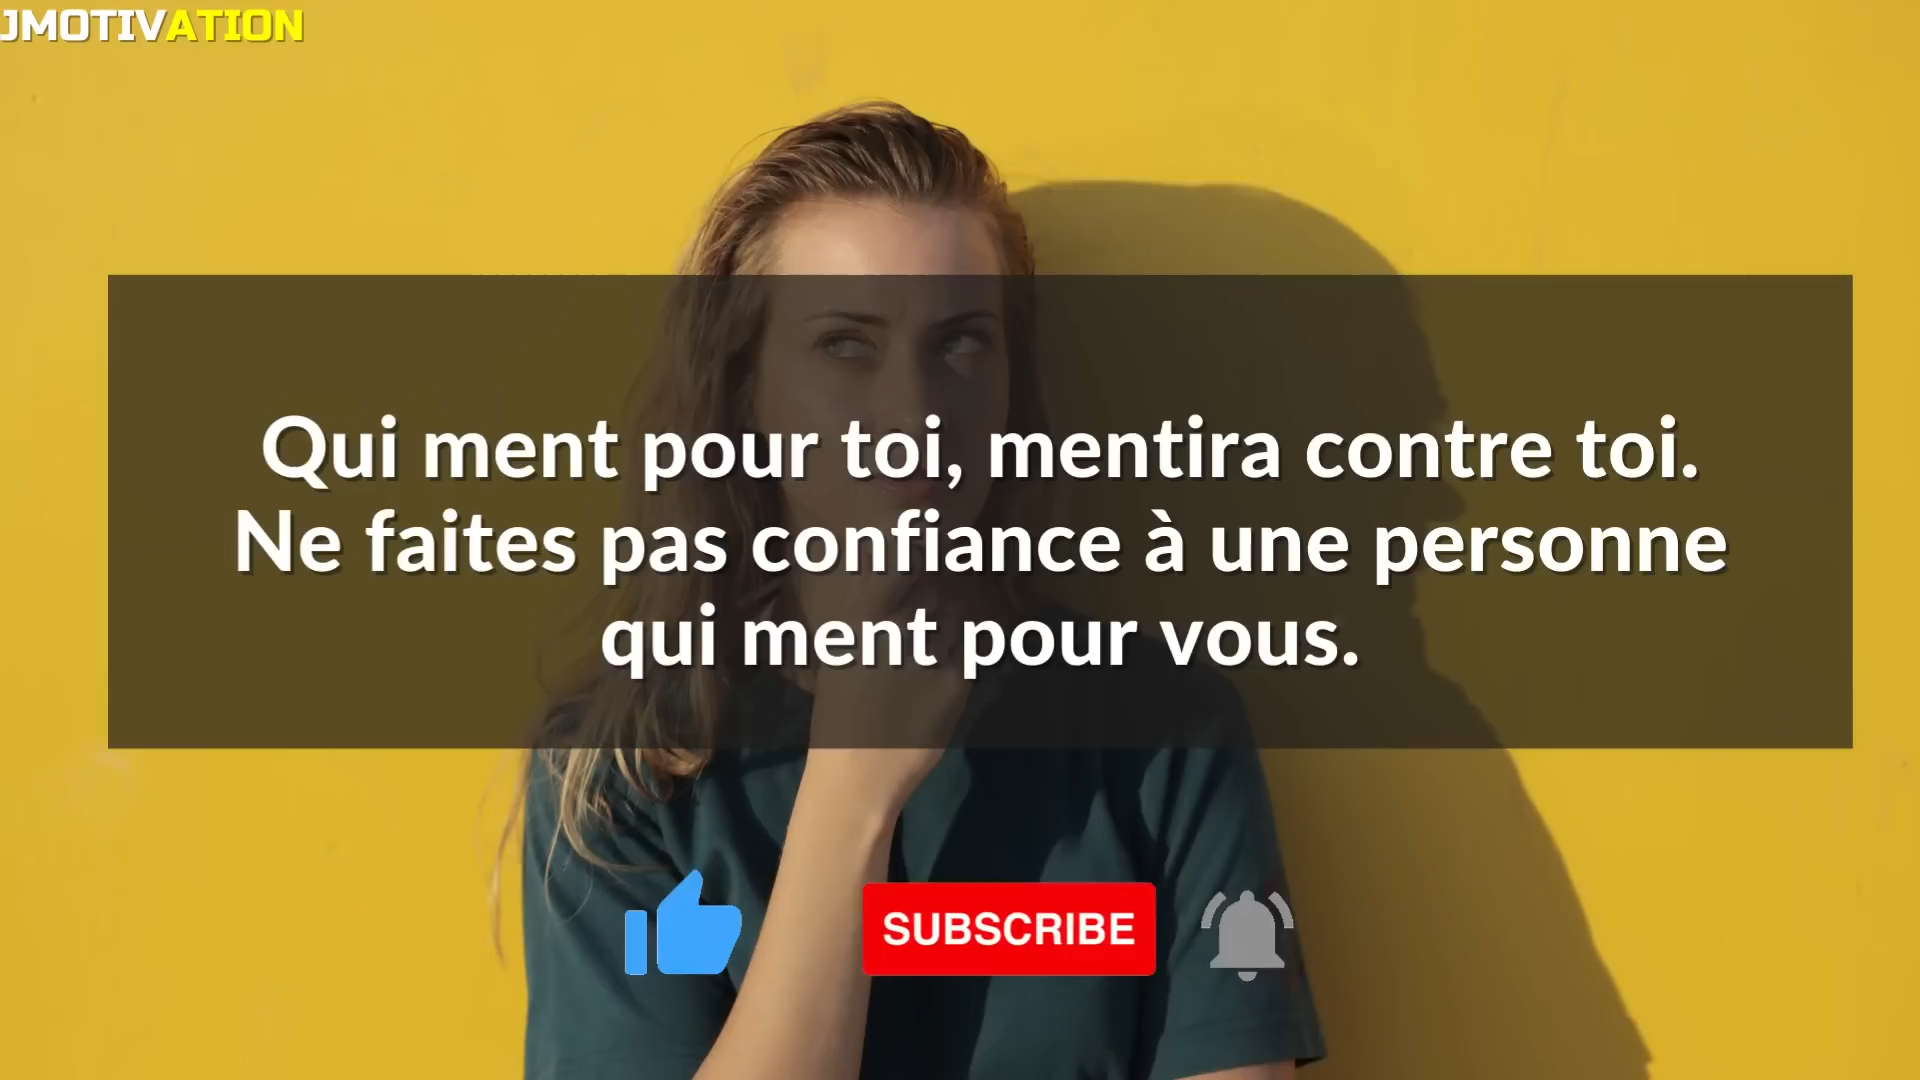 JMOTIVATION
Qui ment pour toi, mentira contre toi.
Ne faites pas confiance à une personne
qui ment pour vous.
SUBSCRIBE